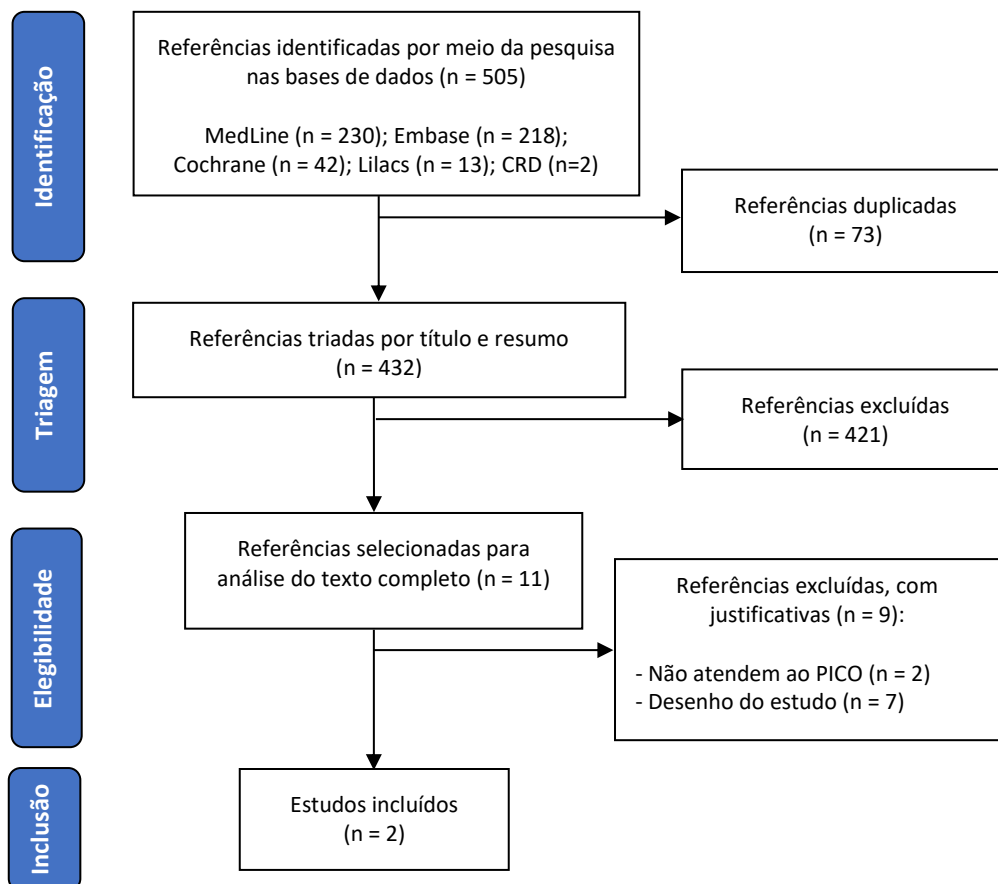 Identificação
Referências identificadas por meio da pesquisa
nas bases de dados (n = 505)
MedLine (n = 230); Embase (n = 218);
Cochrane (n = 42); Lilacs (n = 13); CRD (n=2)
Referências duplicadas
(n = 73)
Triagem
Referências triadas por título e resumo
(n = 432)
Referências excluídas
(n = 421)
Elegibilidade
Referências selecionadas para
análise do texto completo (n = 11)
Referências excluídas, com
justificativas (n = 9):
- Não atendem ao PICO (n = 2)
- Desenho do estudo (n = 7)
Inclusão
Estudos incluídos
(n = 2)